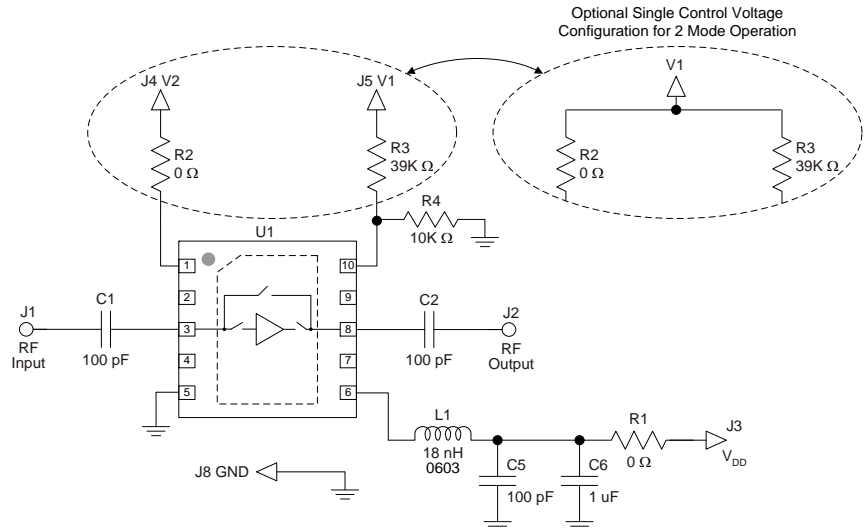 Optional Single Control Voltage
Configuration for 2 Mode Operation
J4 V2
J5 V1
V1
R2
0 Ω
R3
39K Ω
R2
0 Ω
R3
39K Ω
R4
10K Ω
U1
1
10
2
9
3
8
4
7
5
6
J1
RF
Input
C1
100 pF
C2
100 pF
J2
RF
Output
L1
18 nH
0603
R1
0 Ω
J3
VDD
C5
100 pF
C6
1 uF
J8 GND